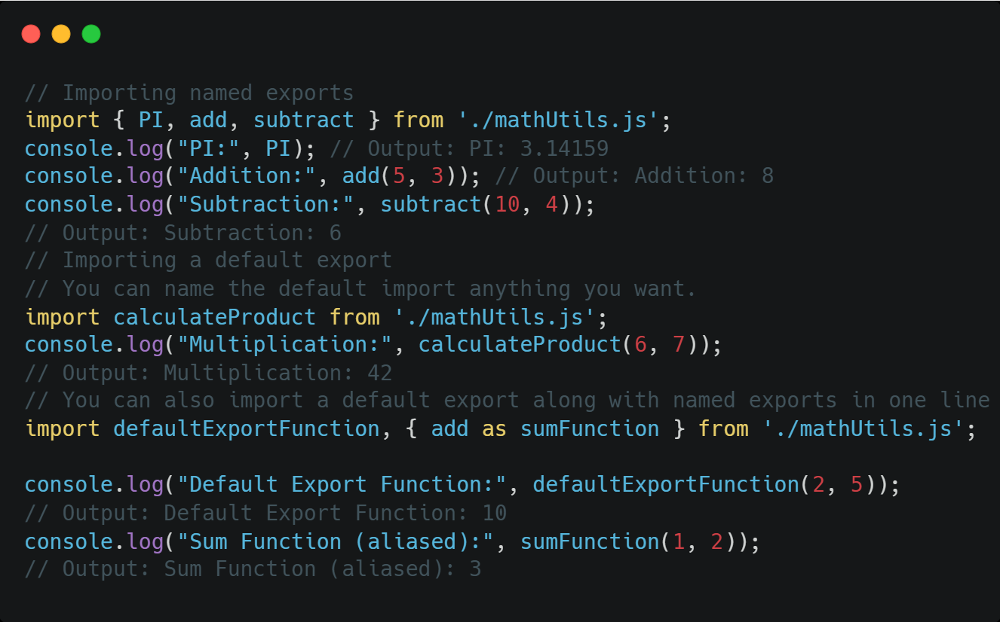 // Importing named exports
import { PI, add, subtract } from './mathUtils.js';
console.log("PI:", PI); // Output: PI: 3.14159
console.log("Addition:", add(5, 3)); // Output: Addition: 8
console.log("Subtraction:", subtract(10, 4));
// Output: Subtraction: 6
// Importing a default export
// You can name the default import anything you want.
import calculateProduct from './mathUtils.js';
console.log("Multiplication:", calculateProduct(6, 7));
// Output: Multiplication: 42
// You can also import a default export along with named exports in one line
import defaultExportFunction, { add as sumFunction } from './mathUtils.js';
console.log("Default Export Function:", defaultExportFunction(2, 5));
// Output: Default Export Function: 10
console.log("Sum Function (aliased):", sumFunction(1, 2));
// Output: Sum Function (aliased): 3